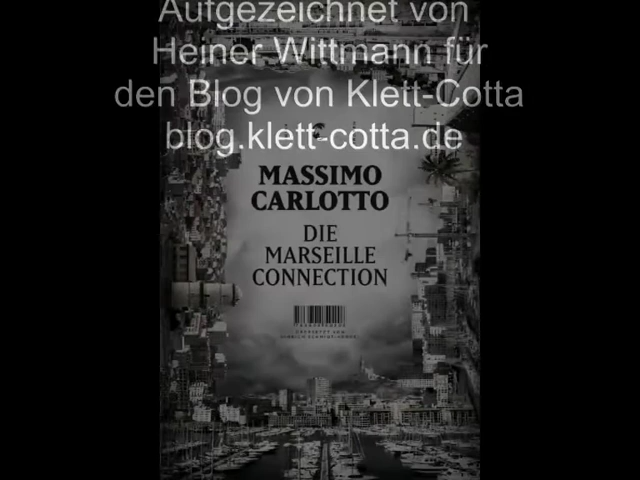 Aufgezeichnet von
Heiner Wittmann für
den Blog von Klett-Cotta
blog.klett-cotta.de
MASSIMO
CARLOTTO
DIE
MARSEILLE
CONNECTION